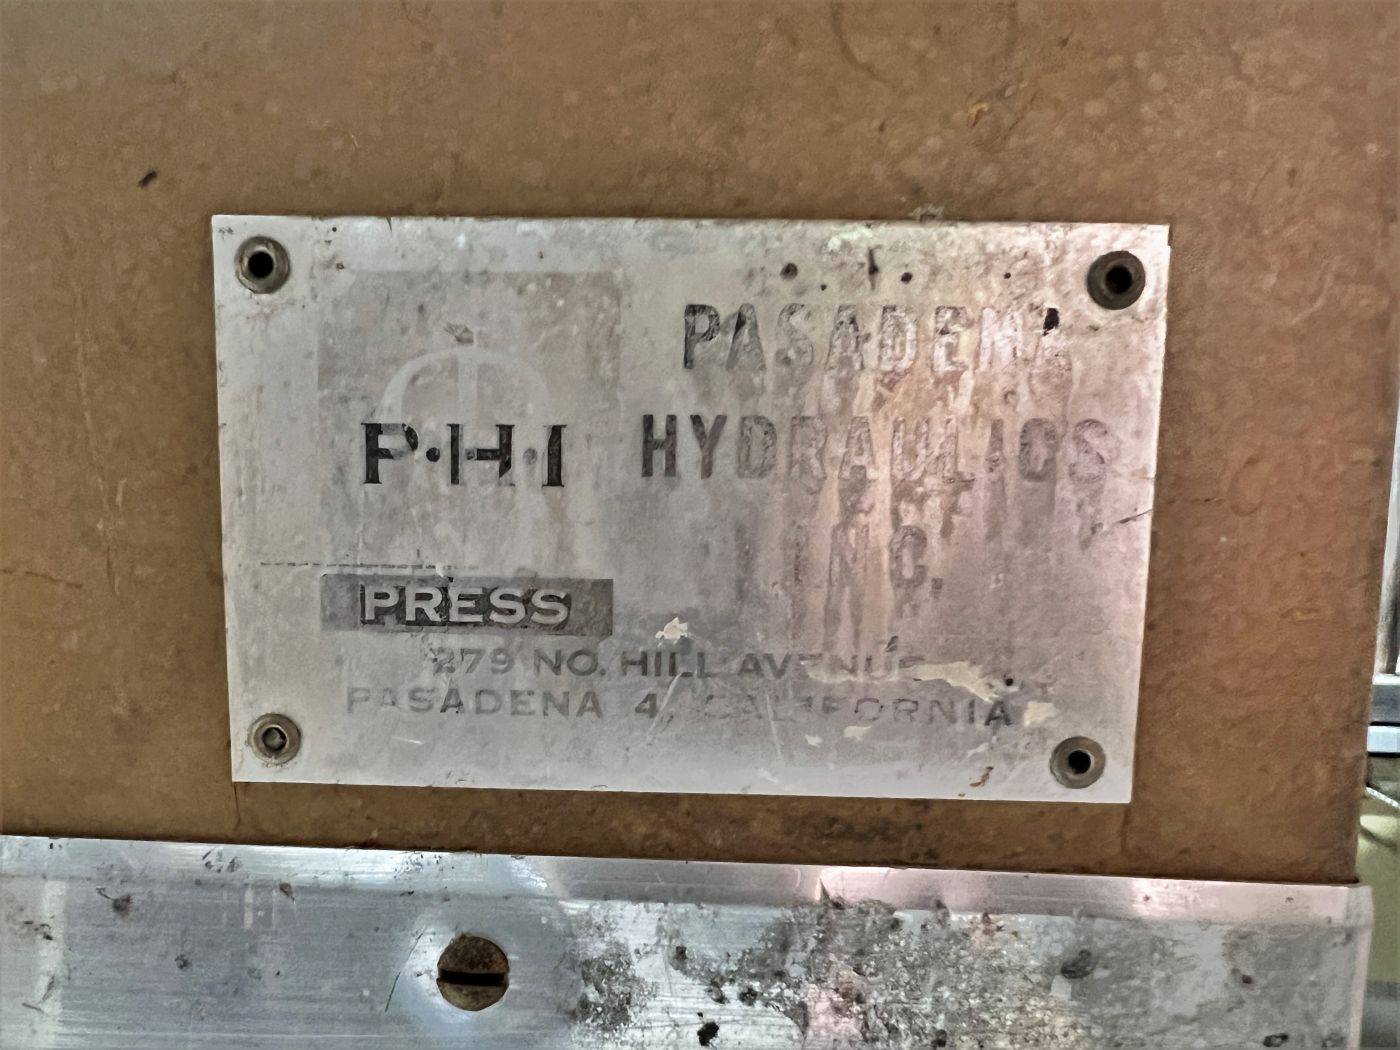 P·H·I
PRESS
PASADENA
HYDRAULICS
INC.
279 NO. HILL AVENUE
PASADENA 4, CALIFORNIA